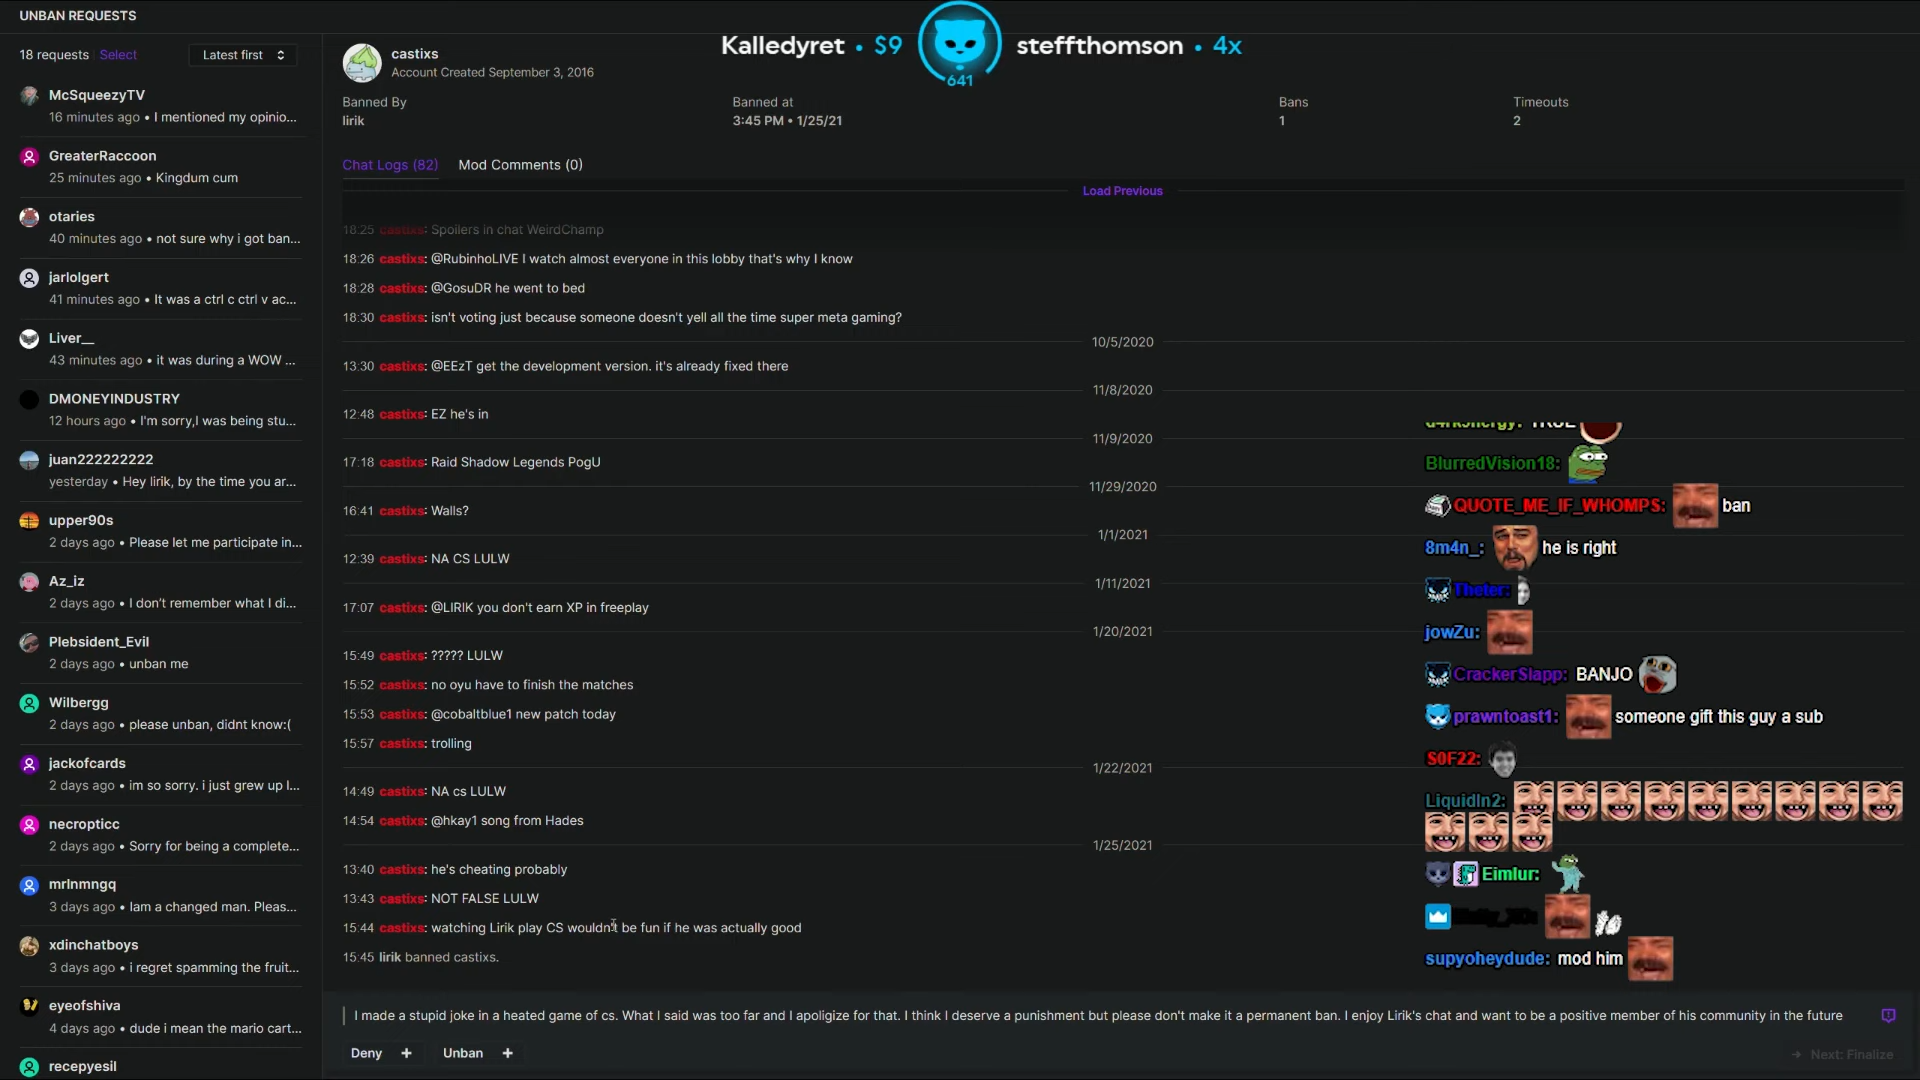 UNBAN REQUESTS
18 requests Select Latest first
McSqueezyTV
16 minutes ago • I mentioned my opinio...
GreaterRaccoon
25 minutes ago • Kingdum cum
otaries
40 minutes ago • not sure why i got ban...
jarlolgert
41 minutes ago • It was a ctrl c ctrl v ac...
Liver__
43 minutes ago • it was during a WOW ...
DMONEYINDUSTRY
12 hours ago • I'm sorry,I was being stu...
juan222222222
yesterday • Hey lirik, by the time you ar...
upper90s
2 days ago • Please let me participate in...
Az_iz
2 days ago • I don't remember what I di...
Plebsident_Evil
2 days ago • unban me
Wilbergg
2 days ago • please unban, didnt know:(
jackofcards
2 days ago • im so sorry. i just grew up l...
necropticc
2 days ago • Sorry for being a complete...
mrlnmngq
3 days ago • Iam a changed man. Pleas...
xdinchatboys
3 days ago • i regret spamming the fruit...
eyeofshiva
4 days ago • dude i mean the mario cart...
recepyesil
Kalledyret • $9 641 steffthomson • 4x
castixs
Account Created September 3, 2016
Banned By Banned at Bans Timeouts
lirik 3:45 PM • 1/25/21 1 2
Chat Logs (82) Mod Comments (0)
Load Previous
18:25 castixs: Spoilers in chat WeirdChamp
18:26 castixs: @RubinhoLIVE I watch almost everyone in this lobby that's why I know
18:28 castixs: @GosuDR he went to bed
18:30 castixs: isn't voting just because someone doesn't yell all the time super meta gaming?
10/5/2020
13:30 castixs: @EEzT get the development version. it's already fixed there
11/8/2020
12:48 castixs: EZ he's in
11/9/2020
17:18 castixs: Raid Shadow Legends PogU
11/29/2020
16:41 castixs: Walls?
1/1/2021
12:39 castixs: NA CS LULW
1/11/2021
17:07 castixs: @LIRIK you don't earn XP in freeplay
1/20/2021
15:49 castixs: ????? LULW
15:52 castixs: no oyu have to finish the matches
15:53 castixs: @cobaltblue1 new patch today
15:57 castixs: trolling
1/22/2021
14:49 castixs: NA cs LULW
14:54 castixs: @hkay1 song from Hades
1/25/2021
13:40 castixs: he's cheating probably
13:43 castixs: NOT FALSE LULW
15:44 castixs: watching Lirik play CS wouldn't be fun if he was actually good
15:45 lirik banned castixs.
TRUE
BlurredVision18:
QUOTE_ME_IF_WHOMPS: ban
8m4n_: he is right
Theter:
jowZu:
CrackerSlapp: BANJO
prawntoast1: someone gift this guy a sub
S0F22:
LiquidIn2:
Eimlur:
supyoheydude: mod him
I made a stupid joke in a heated game of cs. What I said was too far and I apoligize for that. I think I deserve a punishment but please don't make it a permanent ban. I enjoy Lirik's chat and want to be a positive member of his community in the future
Deny + Unban +
Next: Finalize